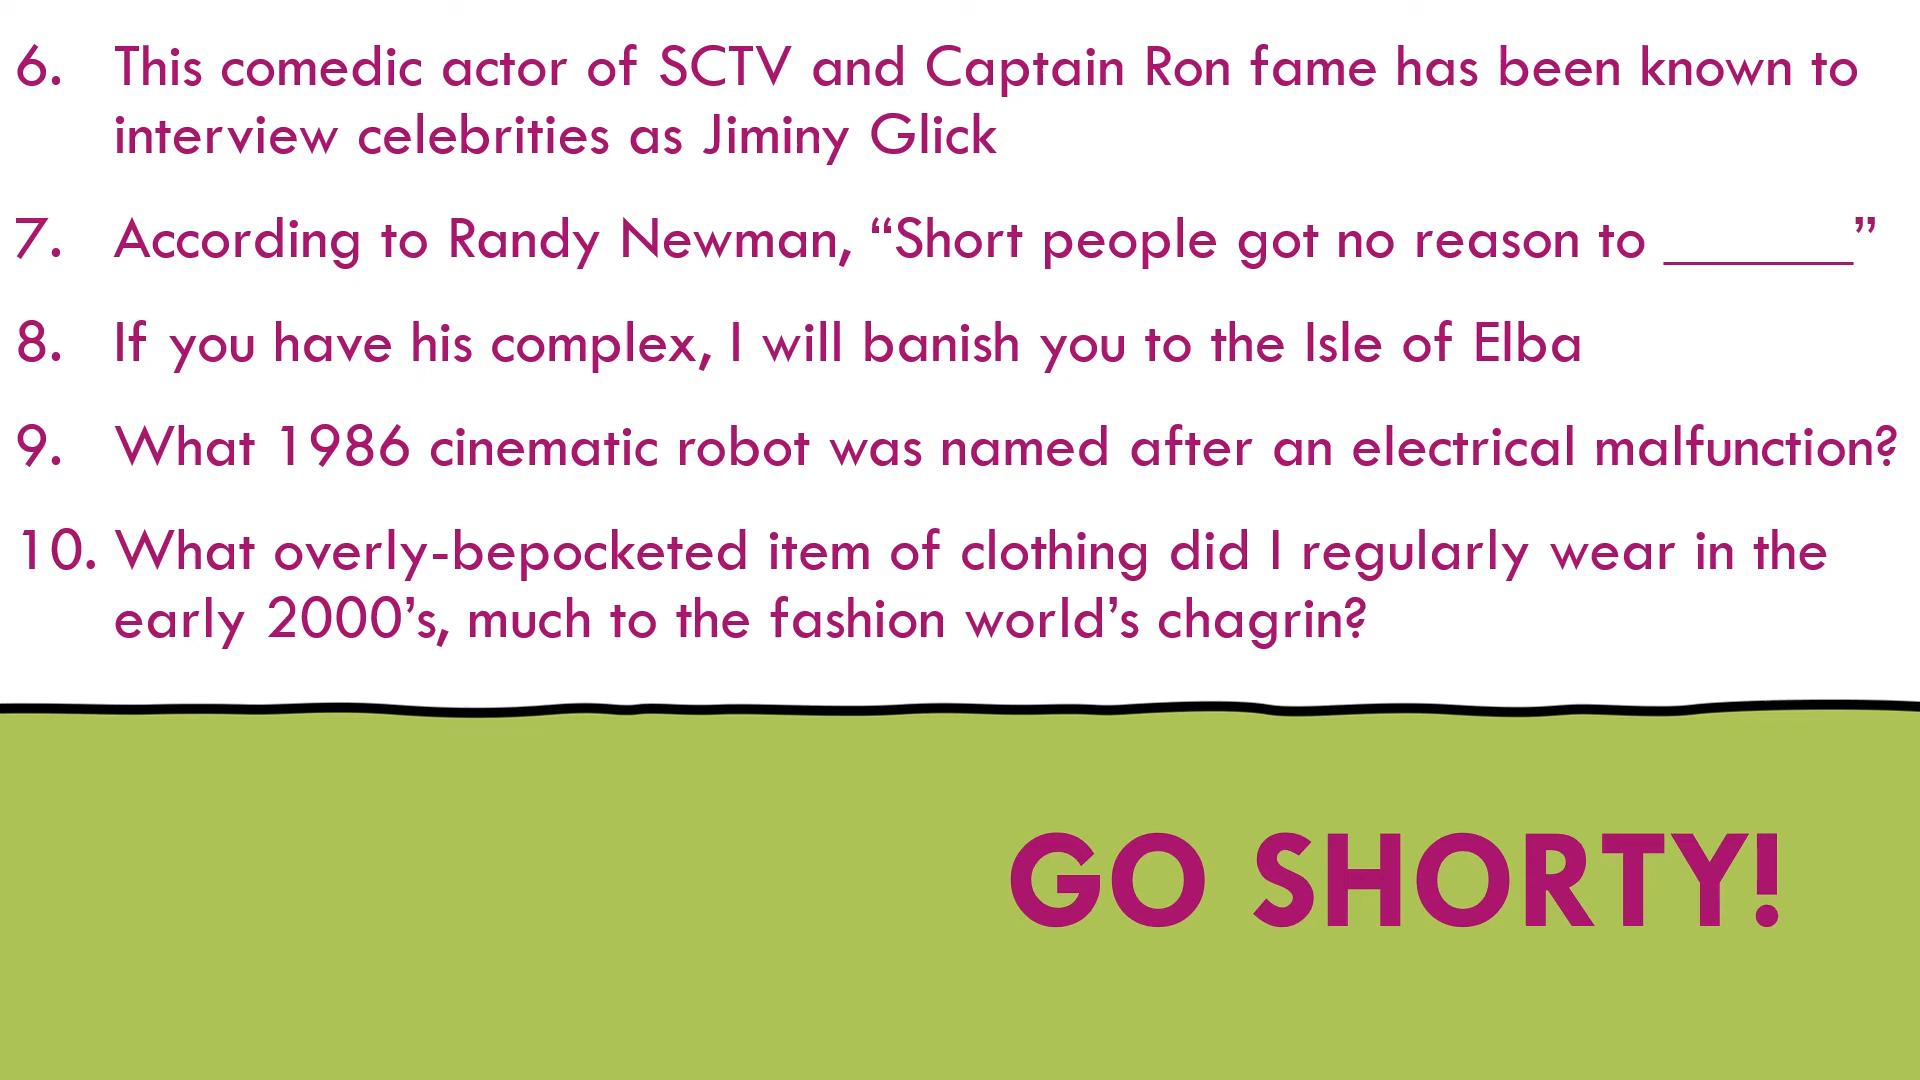 6. This comedic actor of SCTV and Captain Ron fame has been known to
interview celebrities as Jiminy Glick
7. According to Randy Newman, “Short people got no reason to ______”
8. If you have his complex, I will banish you to the Isle of Elba
9. What 1986 cinematic robot was named after an electrical malfunction?
10. What overly-bepocketed item of clothing did I regularly wear in the
early 2000’s, much to the fashion world’s chagrin?
GO SHORTY!